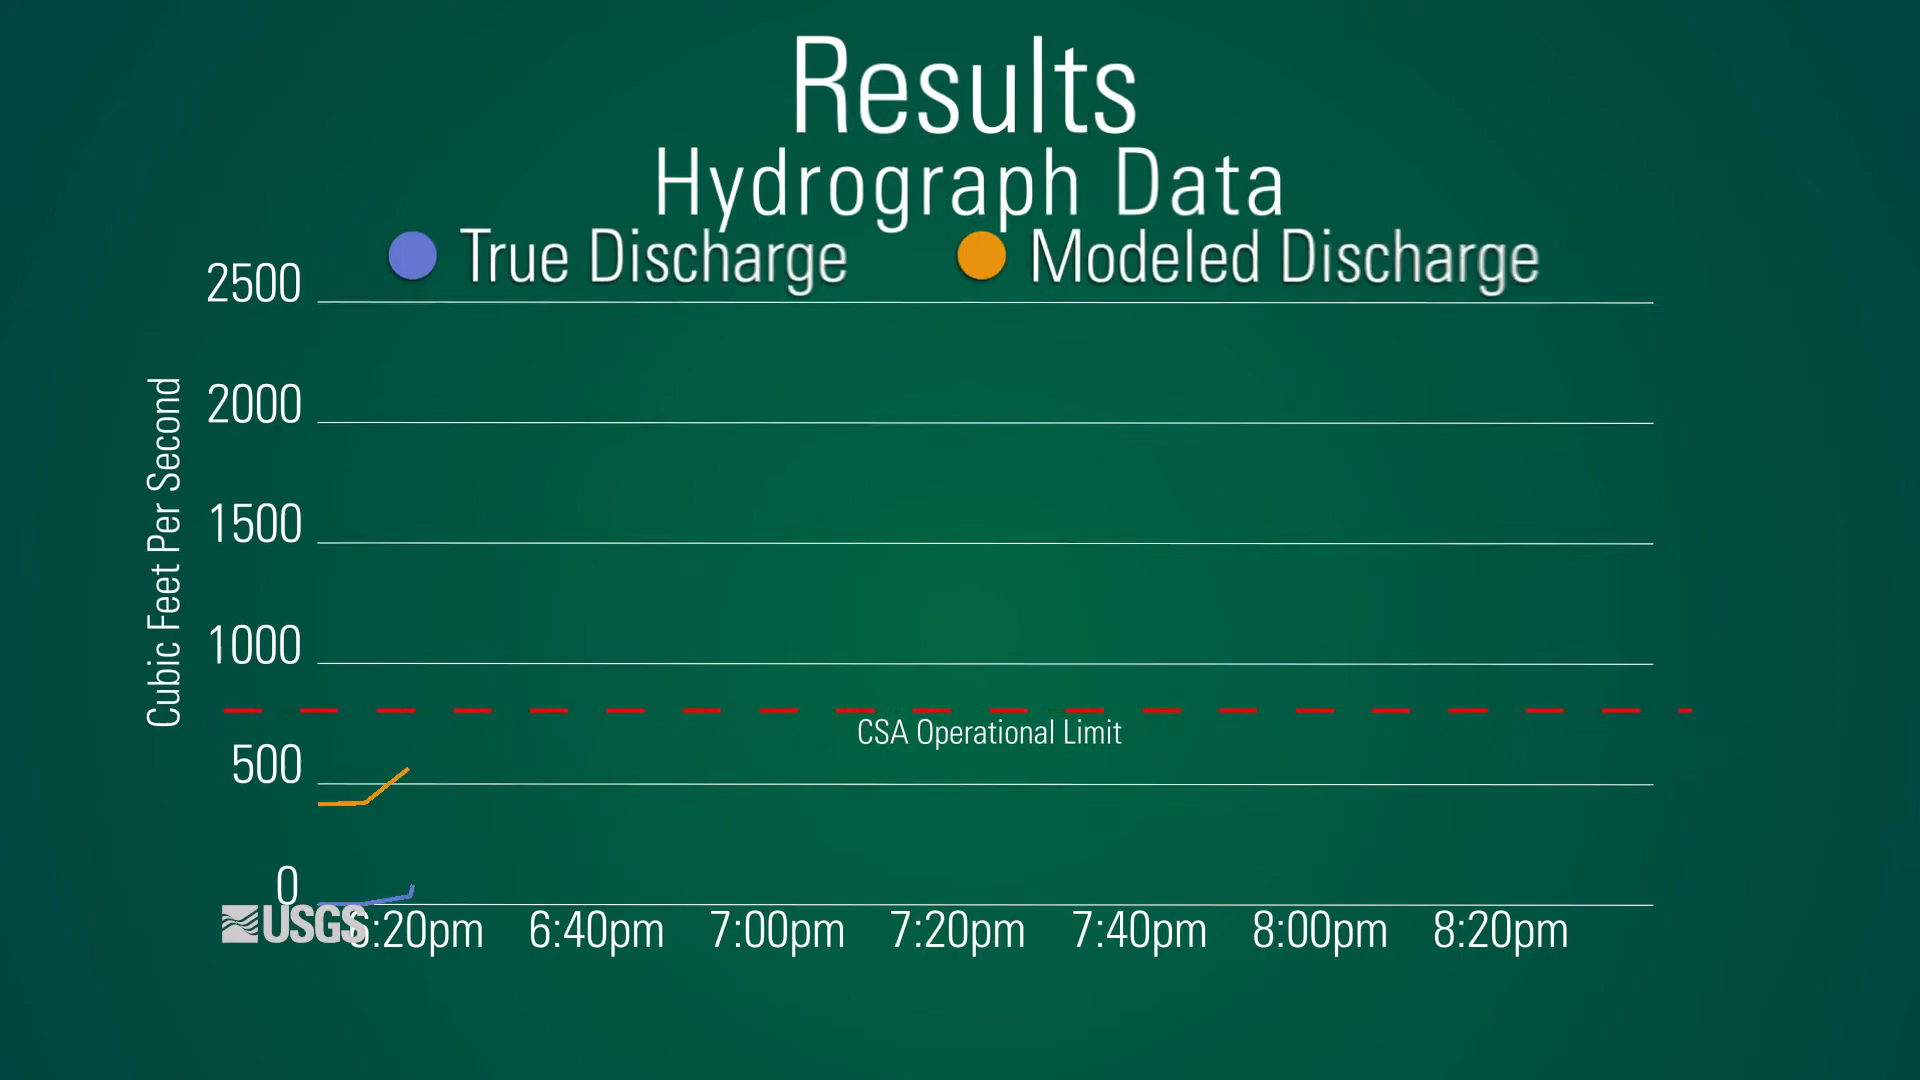 Results
Hydrograph Data
True Discharge
Modeled Discharge
2500
2000
1500
1000
500
0
Cubic Feet Per Second
CSA Operational Limit
USGS
6:20pm 6:40pm 7:00pm 7:20pm 7:40pm 8:00pm 8:20pm